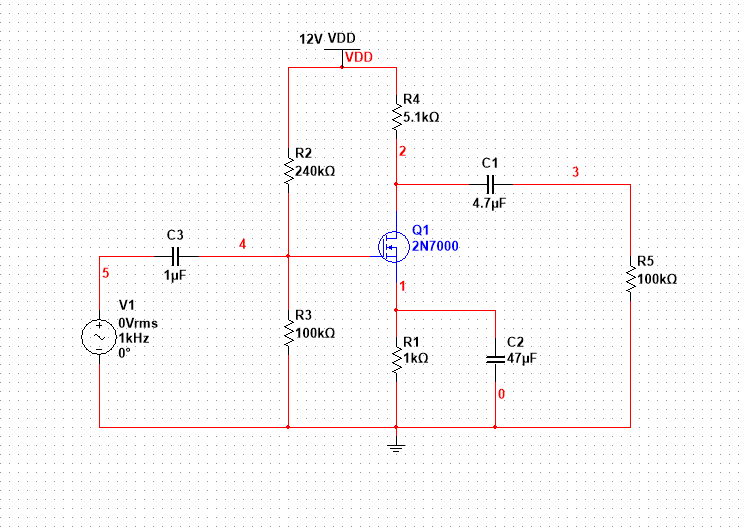 12V VDD
VDD
R4
5.1kΩ
2
R2
240kΩ
C1
4.7µF
3
C3
1µF
4
5
Q1
2N7000
1
R5
100kΩ
V1
0Vrms
1kHz
0°
R3
100kΩ
R1
1kΩ
C2
47µF
0